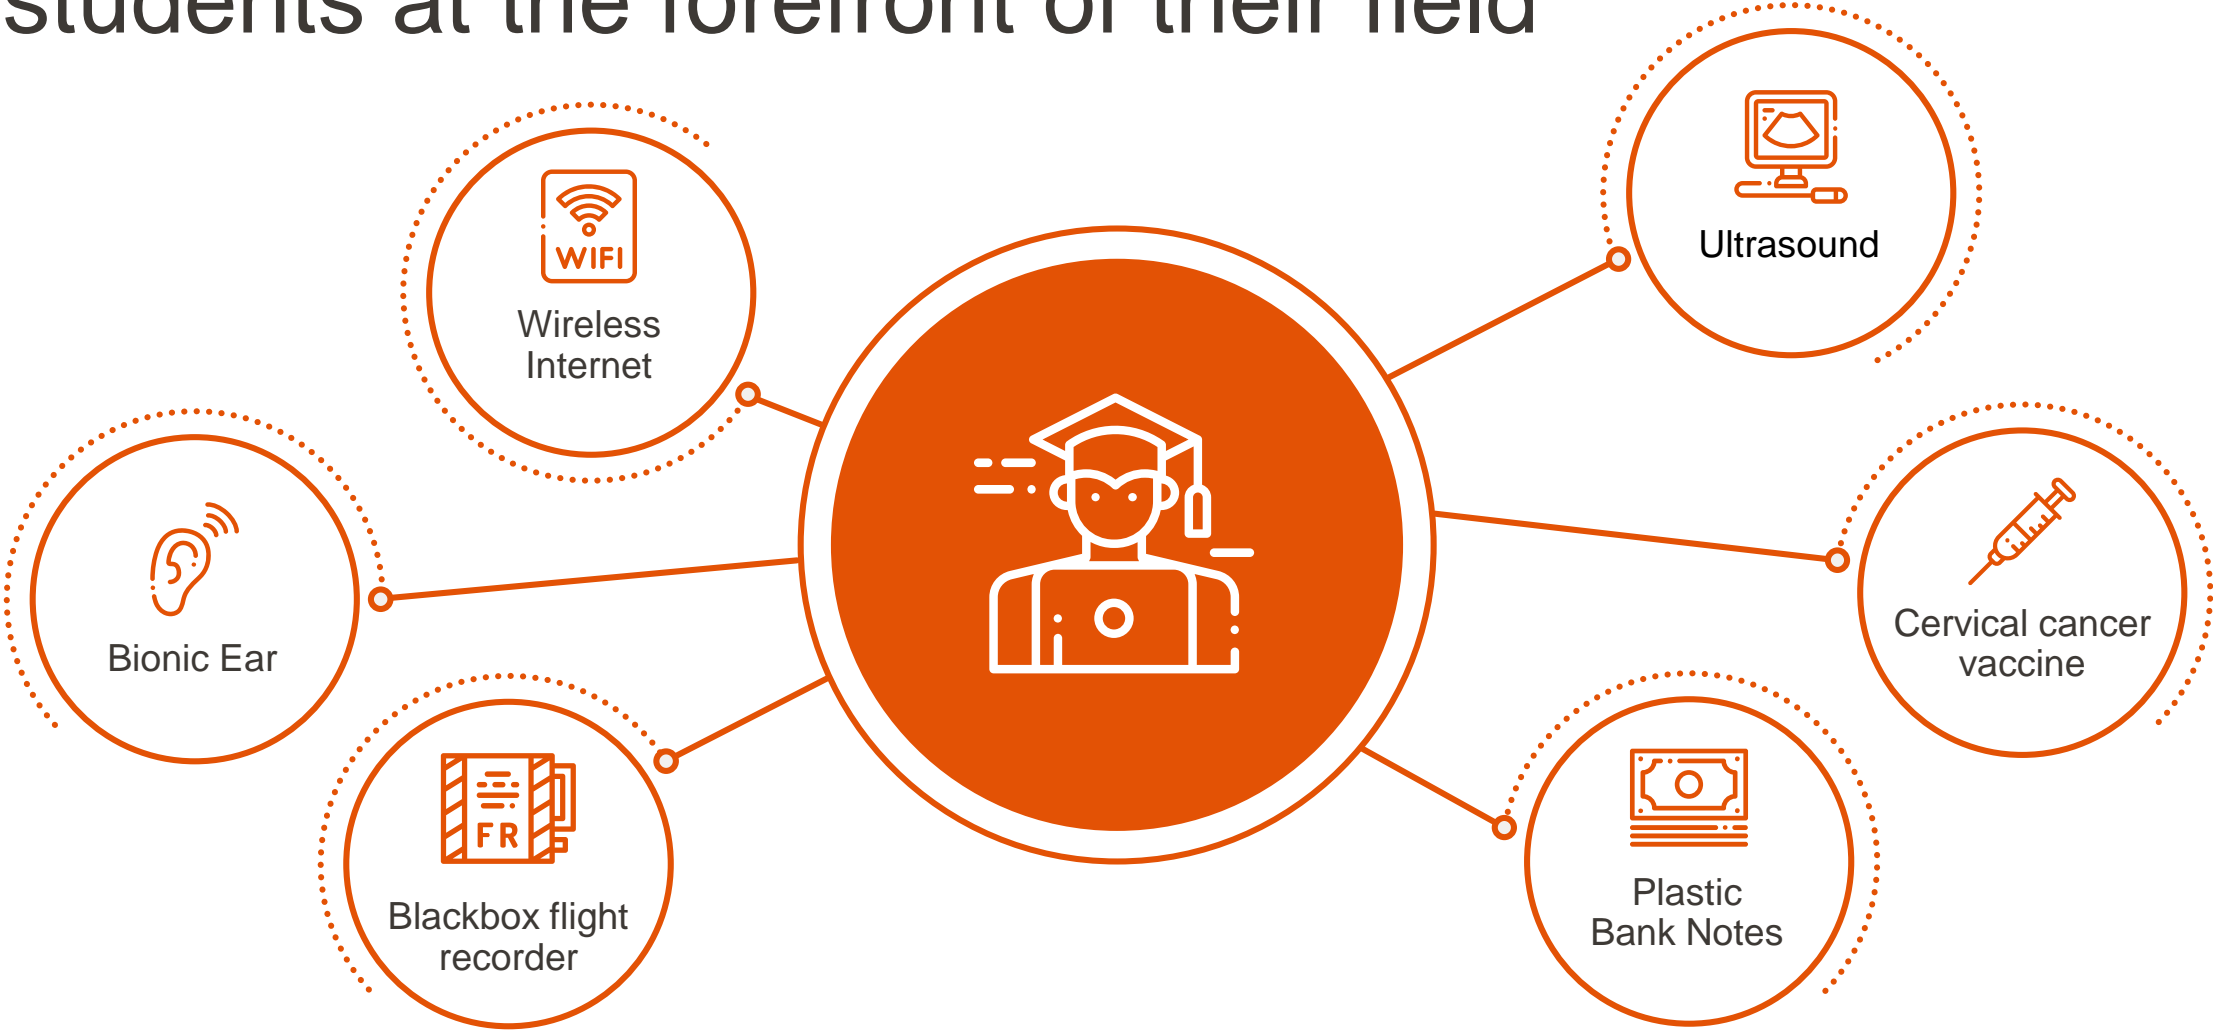 students at the forefront of their field
WIFI
Wireless
Internet
Ultrasound
Bionic Ear
Cervical cancer
vaccine
FR
Blackbox flight
recorder
Plastic
Bank Notes